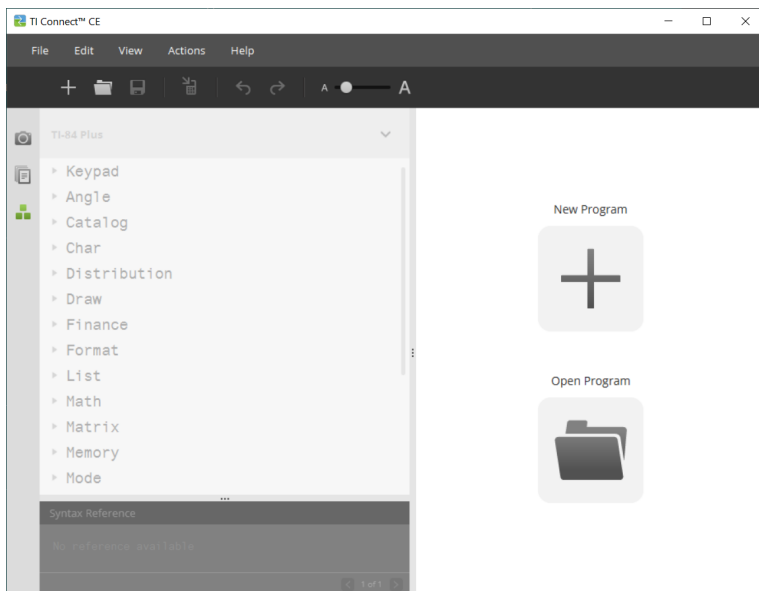 TI Connect™ CE
File Edit View Actions Help
A A
TI-84 Plus
Keypad
Angle
Catalog
Char
Distribution
Draw
Finance
Format
List
Math
Matrix
Memory
Mode
Syntax Reference
No reference available
1 of 1
New Program
Open Program